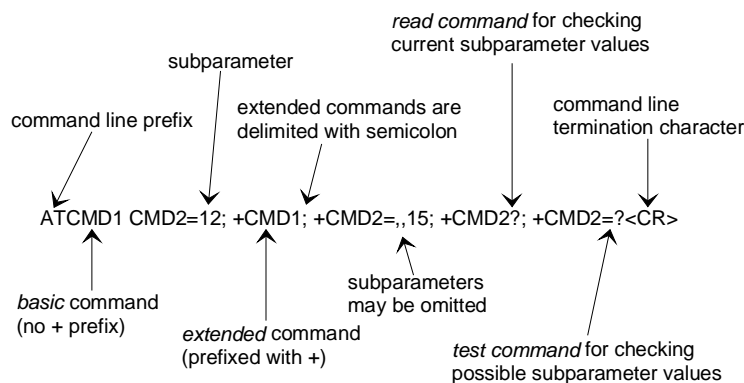 read command for checking
current subparameter values
subparameter
extended commands are
delimited with semicolon
command line
termination character
command line prefix
ATCMD1 CMD2=12; +CMD1; +CMD2=,,15; +CMD2?; +CMD2=?<CR>
subparameters
may be omitted
basic command
(no + prefix)
extended command
(prefixed with +)
test command for checking
possible subparameter values